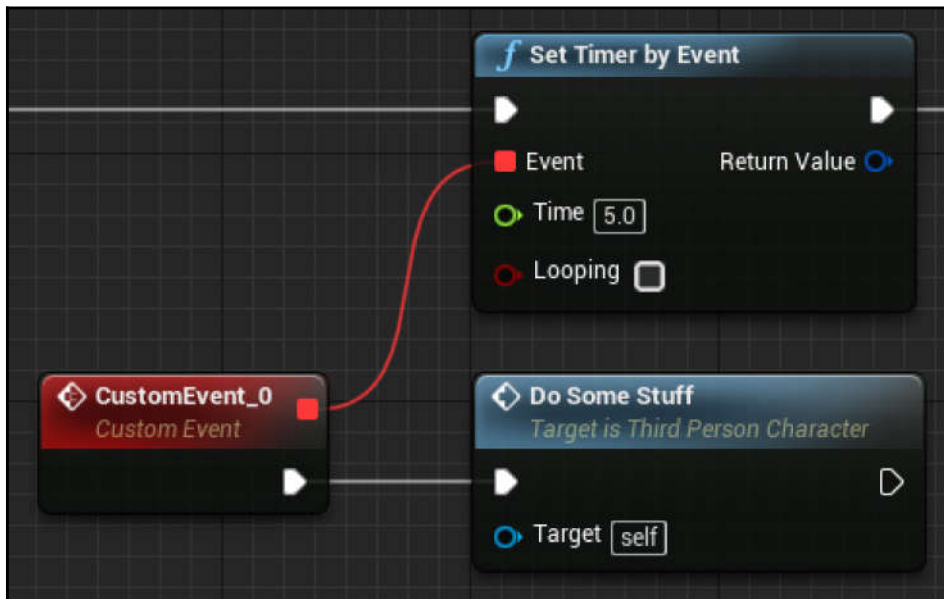 f Set Timer by Event
Event Return Value
Time 5.0
Looping
CustomEvent_0
Custom Event
Do Some Stuff
Target is Third Person Character
Target self